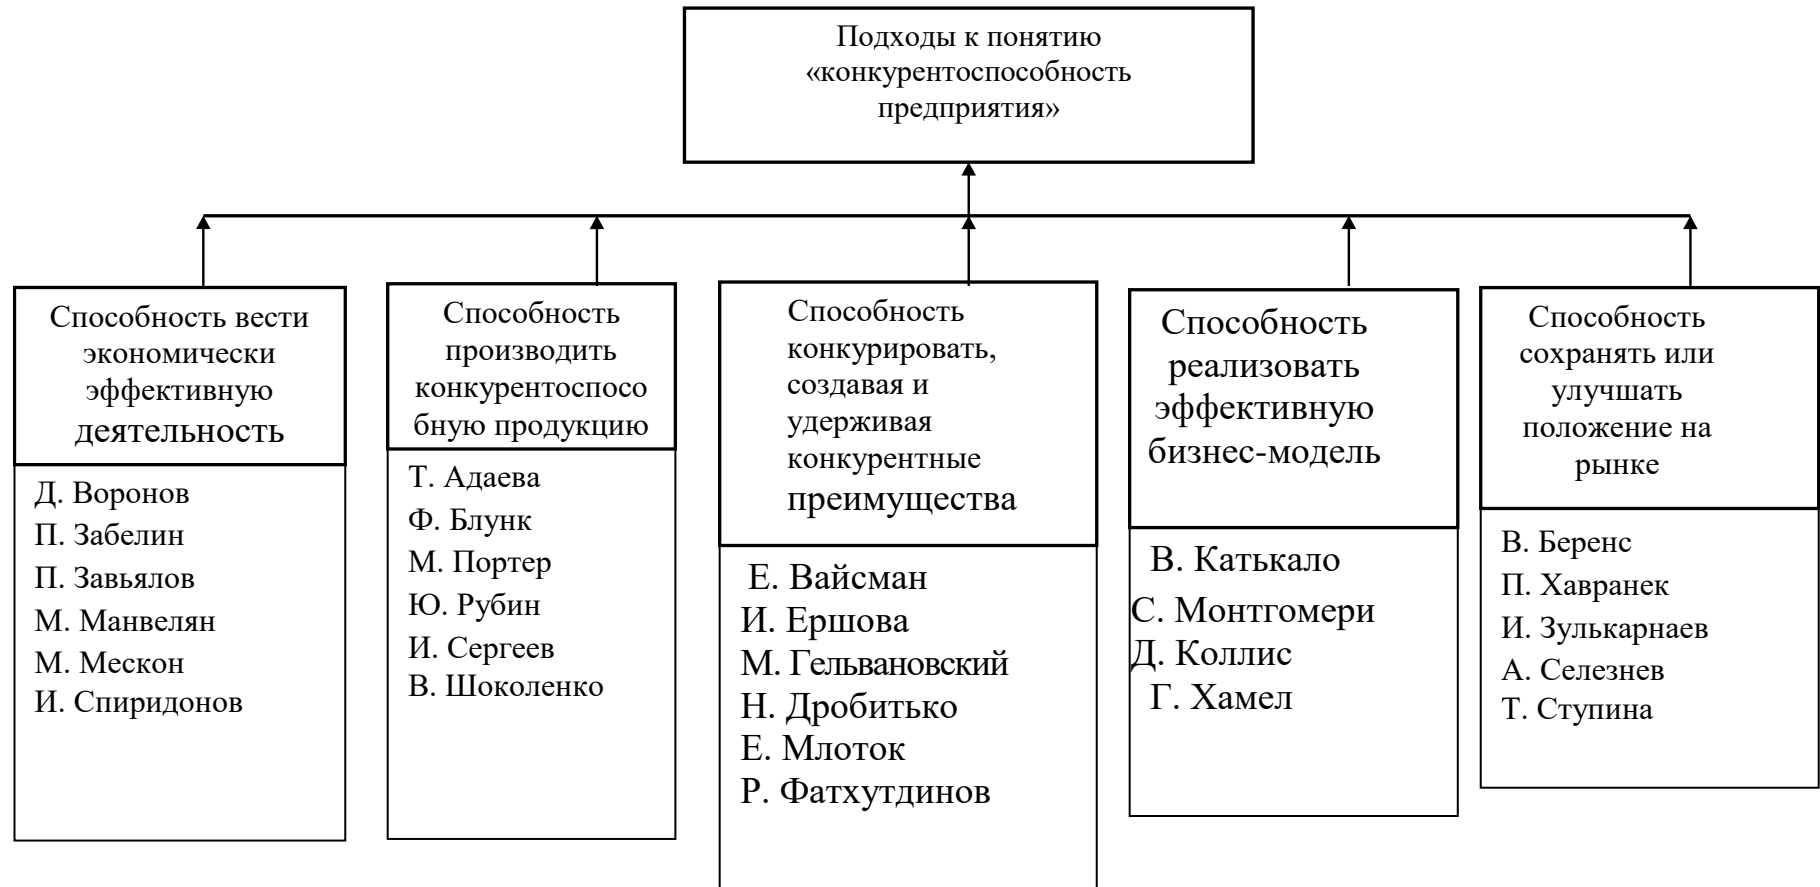 Подходы к понятию
«конкурентоспособность
предприятия»
Способность вести
экономически
эффективную
деятельность
Д. Воронов
П. Забелин
П. Завьялов
М. Манвелян
М. Мескон
И. Спиридонов
Способность
производить
конкурентоспосо
бную продукцию
Т. Адаева
Ф. Блунк
М. Портер
Ю. Рубин
И. Сергеев
В. Шоколенко
Способность
конкурировать,
создавая и
удерживая
конкурентные
преимущества
Е. Вайсман
И. Ершова
М. Гельвановский
Н. Дробитько
Е. Млоток
Р. Фатхутдинов
Способность
реализовать
эффективную
бизнес-модель
В. Катькало
С. Монтгомери
Д. Коллис
Г. Хамел
Способность
сохранять или
улучшать
положение на
рынке
В. Беренс
П. Хавранек
И. Зулькарнаев
А. Селезнев
Т. Ступина